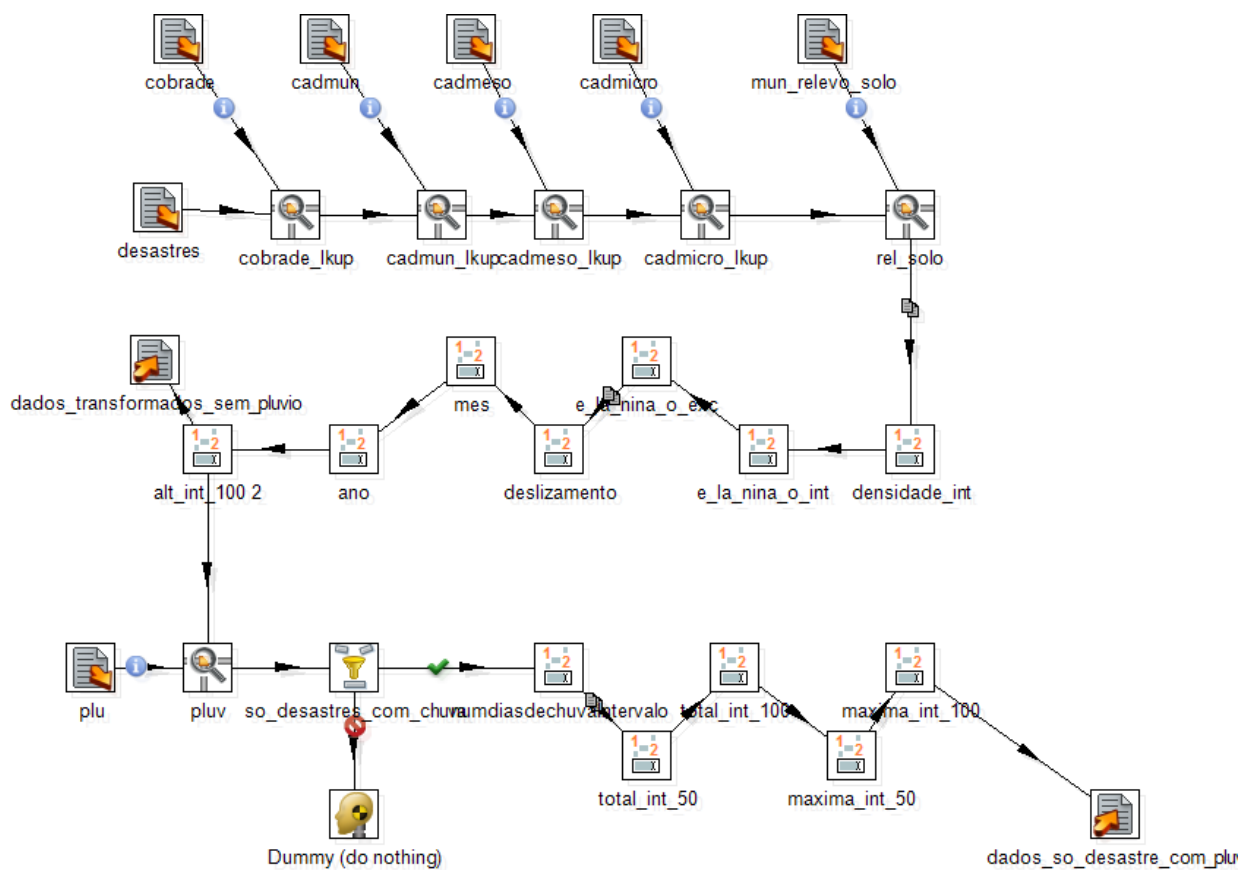 cobrade
cadmun
cadmeso
cadmicro
mun_relevo_solo
desastres
cobrade_lkup
cadmun_lkup
cadmeso_lkup
cadmicro_lkup
rel_solo
dados_transformados_sem_pluvio
mes
e_la_nina_o_exc
alt_int_100 2
ano
deslizamento
e_la_nina_o_int
densidade_int
plu
pluv
so_desastres_com_chuva
numdiasdechuvaintervalo
total_int_100
maxima_int_100
total_int_50
maxima_int_50
Dummy (do nothing)
dados_so_desastre_com_pluv